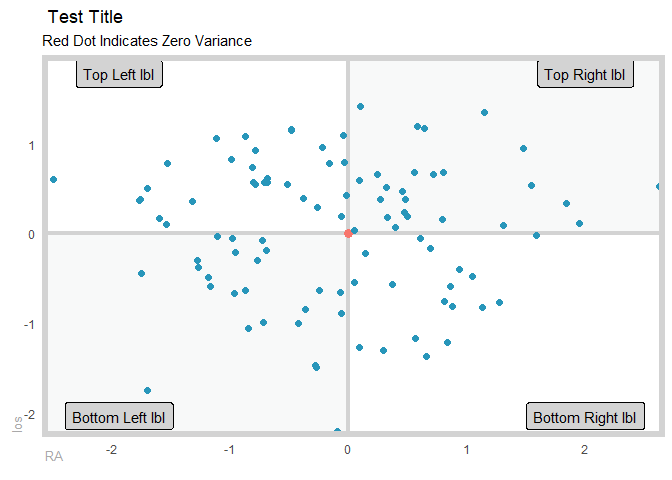 Test Title
Red Dot Indicates Zero Variance
Top Left lbl
Top Right lbl
1
0
-1
-2
Bottom Left lbl
Bottom Right lbl
los
-2
-1
0
1
2
RA